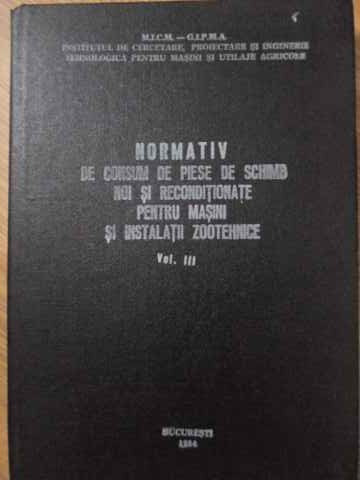 M.I.C.M. — C.I.P.M.A.
INSTITUTUL DE CERCETARE, PROIECTARE ȘI INGINERIE
TEHNOLOGICA PENTRU MAȘINI ȘI UTILAJE AGRICOLE
NORMATIV
DE CONSUM DE PIESE DE SCHIMB
NOI ȘI RECONDIȚIONATE
PENTRU MAȘINI
ȘI INSTALAȚII ZOOTEHNICE
Vol. III
BUCUREȘTI
1984